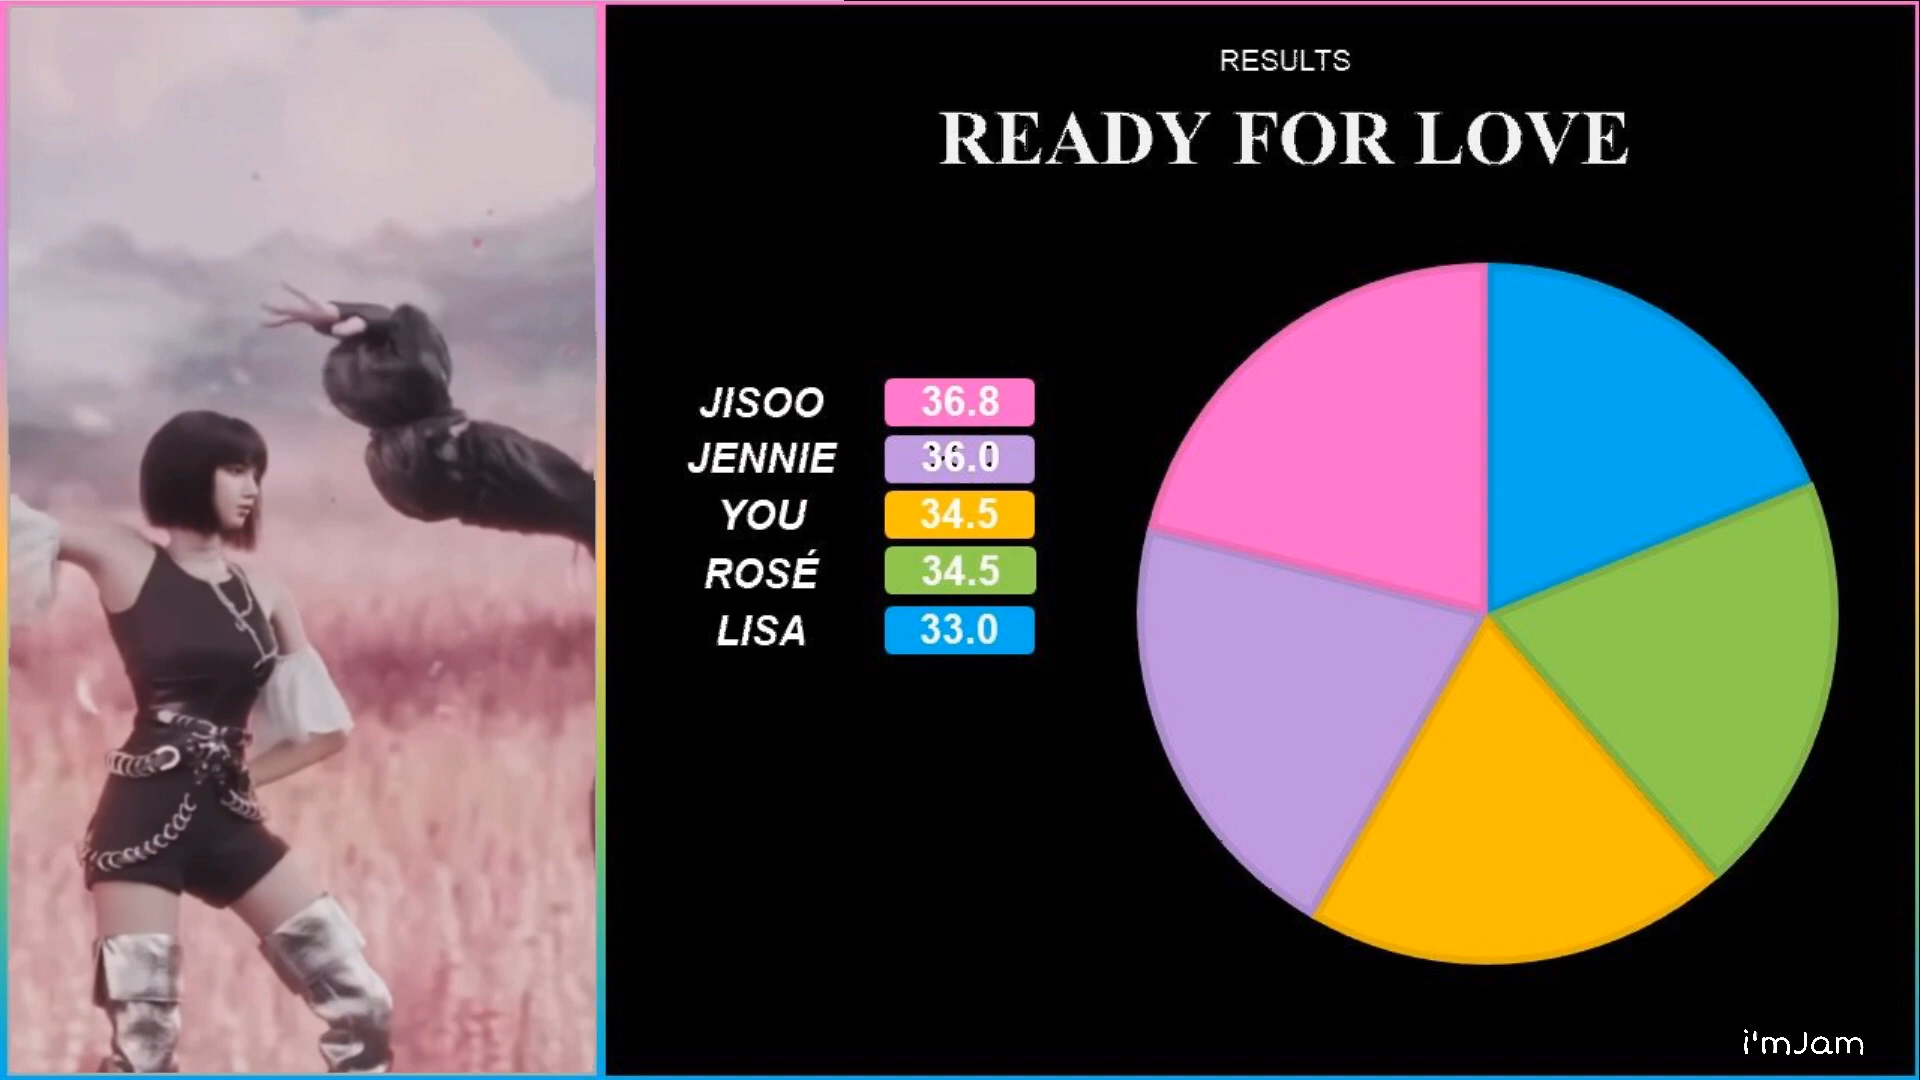 RESULTS
READY FOR LOVE
JISOO 36.8
JENNIE 36.0
YOU 34.5
ROSÉ 34.5
LISA 33.0
i'mJam